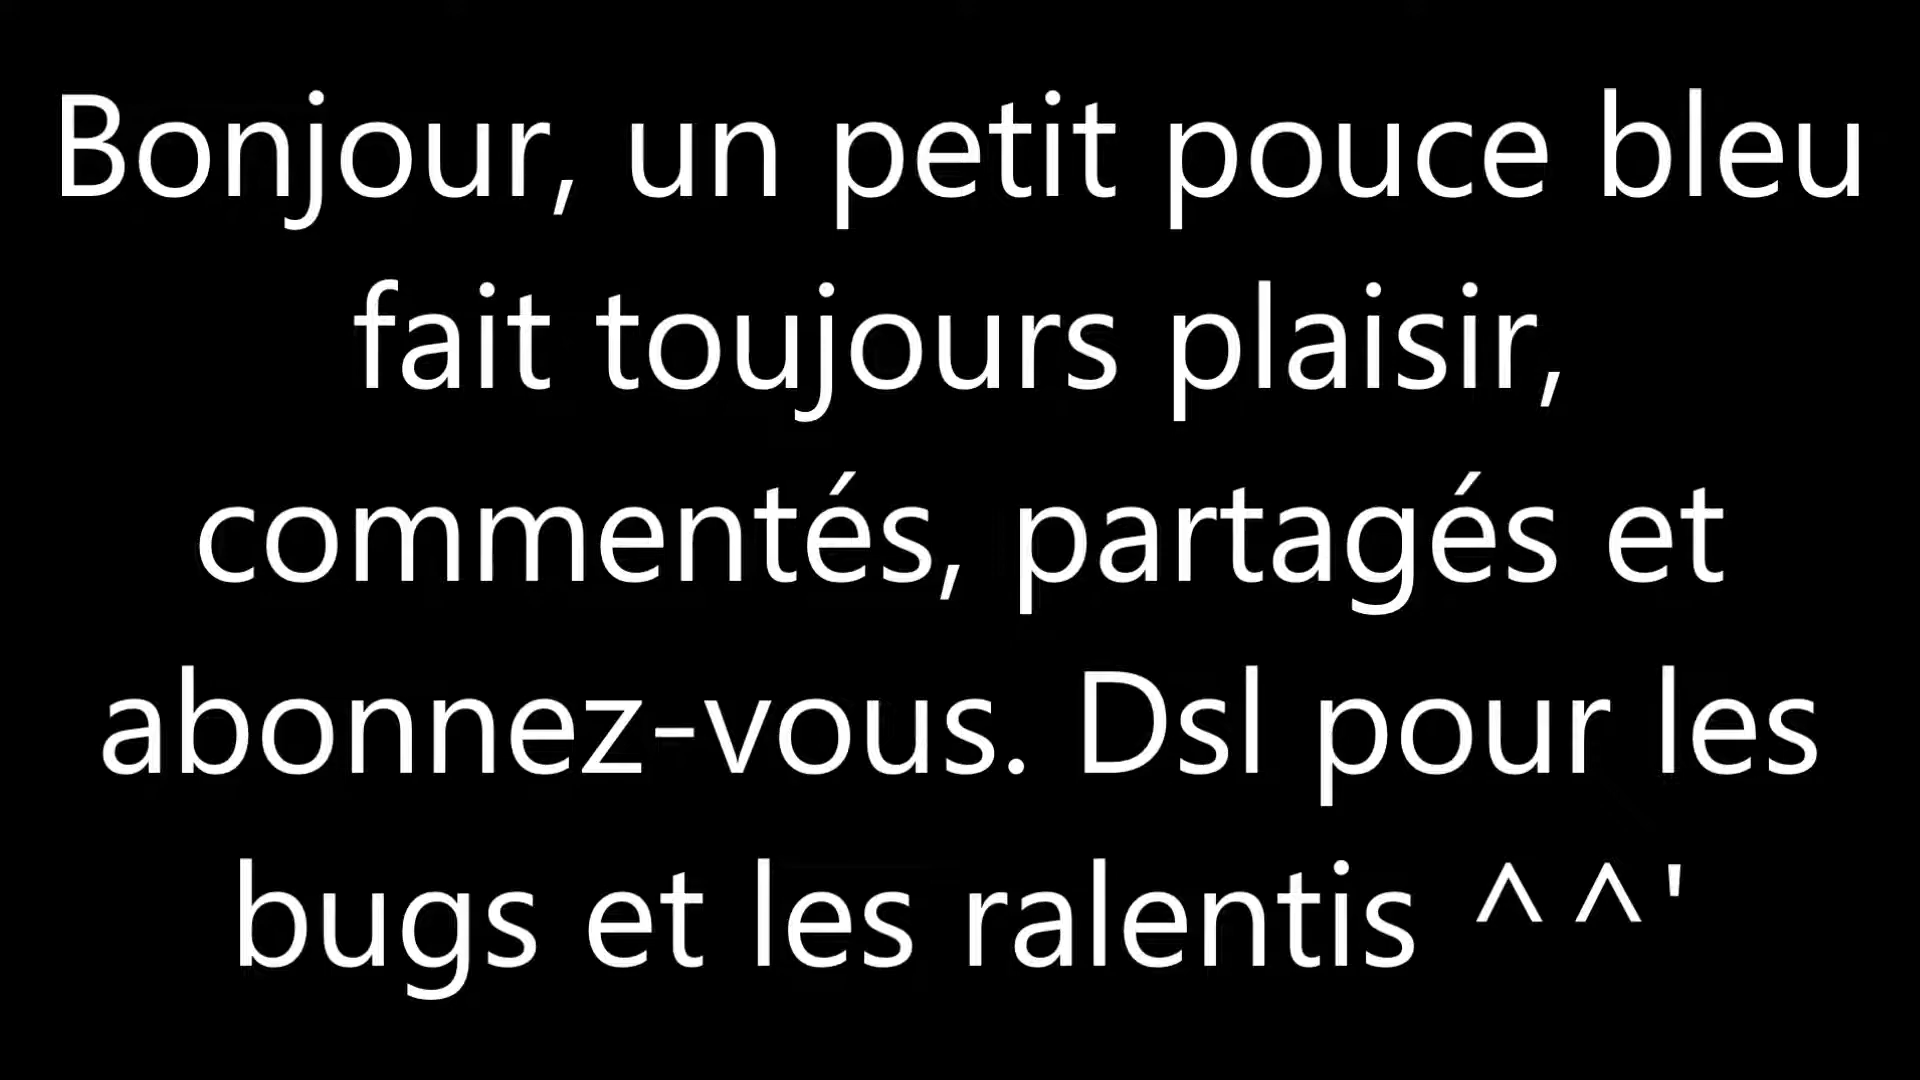 Bonjour, un petit pouce bleu
fait toujours plaisir,
commentés, partagés et
abonnez-vous. Dsl pour les
bugs et les ralentis ^^'